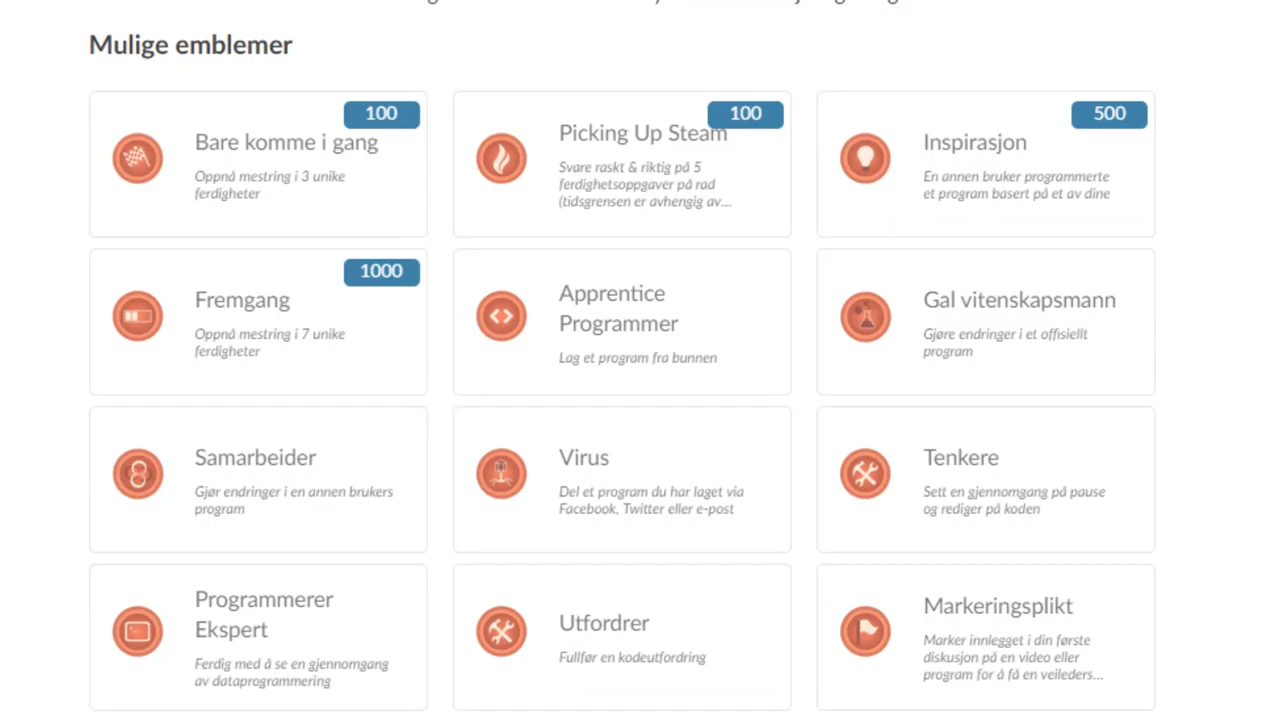 Mulige emblemer
100
Bare komme i gang
Oppnå mestring i 3 unike
ferdigheter
100
Picking Up Steam
Svare raskt & riktig på 5
ferdighetsoppgaver på rad
(tidsgrensen er avhengig av...
500
Inspirasjon
En annen bruker programmerte
et program basert på et av dine
1000
Fremgang
Oppnå mestring i 7 unike
ferdigheter
Apprentice
Programmer
Lag et program fra bunnen
Gal vitenskapsmann
Gjøre endringer i et offisiellt
program
Samarbeider
Gjør endringer i en annen brukers
program
Virus
Del et program du har laget via
Facebook, Twitter eller e-post
Tenkere
Sett en gjennomgang på pause
og rediger på koden
Programmerer
Ekspert
Ferdig med å se en gjennomgang
av dataprogrammering
Utfordrer
Fullfør en kodeutfordring
Markeringsplikt
Marker innlegget i din første
diskusjon på en video eller
program for å få en veileders...